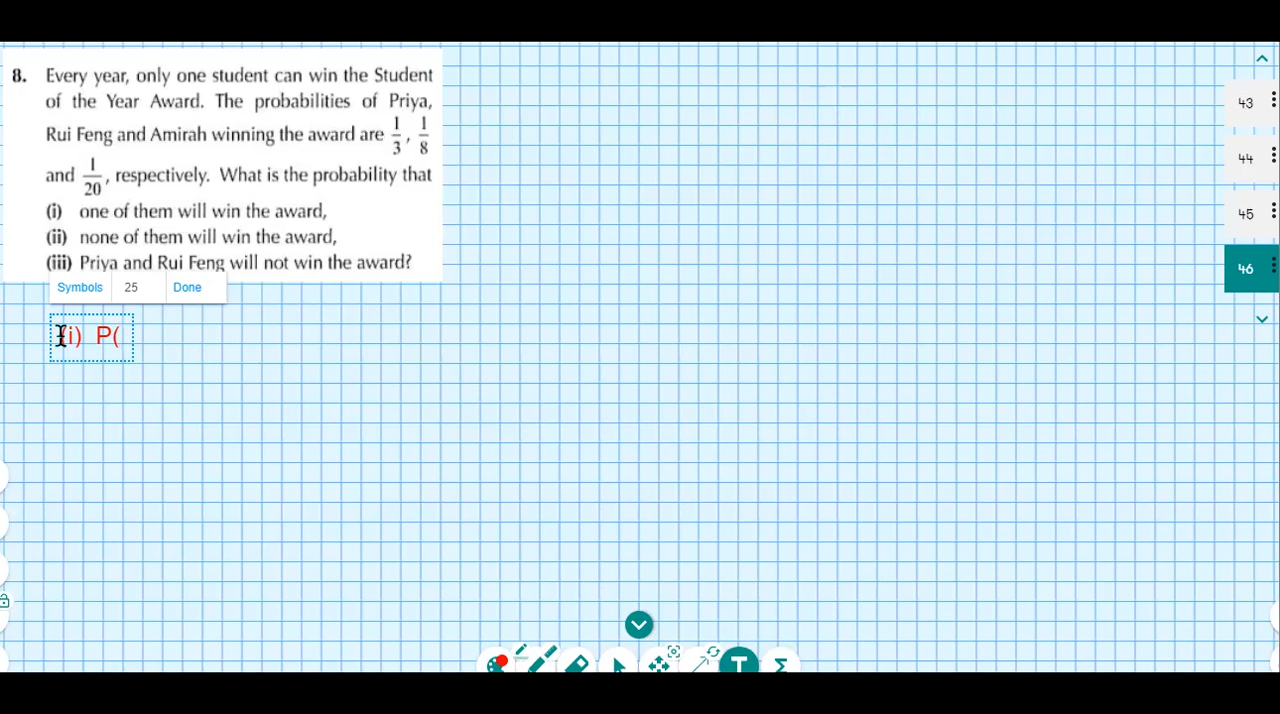 8. Every year, only one student can win the Student
of the Year Award. The probabilities of Priya,
Rui Feng and Amirah winning the award are 1/3, 1/8
and 1/20, respectively. What is the probability that
(i) one of them will win the award,
(ii) none of them will win the award,
(iii) Priya and Rui Feng will not win the award?
Symbols 25 Done
(i) P(
43
44
45
46
T
Σ